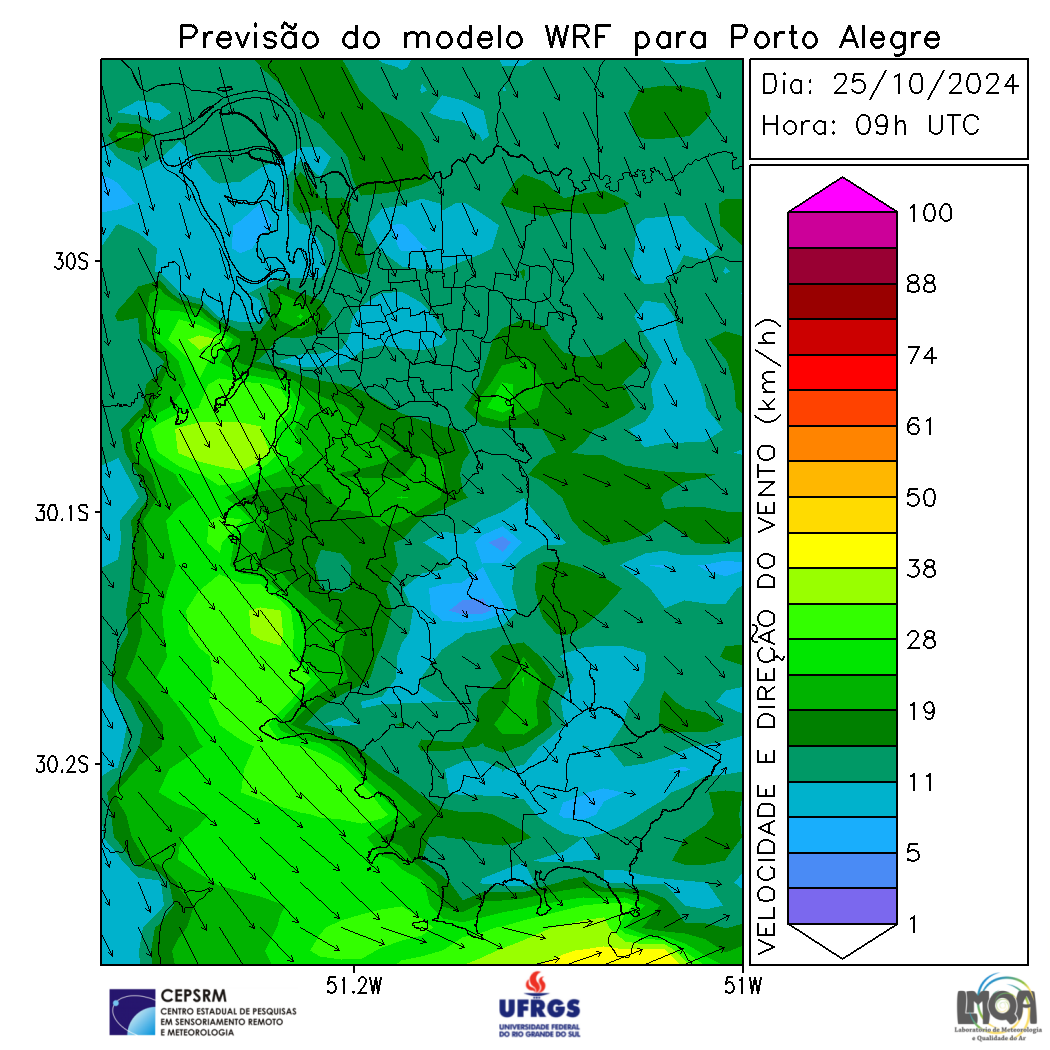 Previsão do modelo WRF para Porto Alegre
Dia: 25/10/2024
Hora: 09h UTC
30S
30.1S
30.2S
51.2W
51W
VELOCIDADE E DIREÇÃO DO VENTO (km/h)
100
88
74
61
50
38
28
19
11
5
1
CEPSRM
CENTRO ESTADUAL DE PESQUISAS
EM SENSORIAMENTO REMOTO
E METEOROLOGIA
UFRGS
UNIVERSIDADE FEDERAL
DO RIO GRANDE DO SUL
LMQA
Laboratório de Meteorologia
e Qualidade do Ar